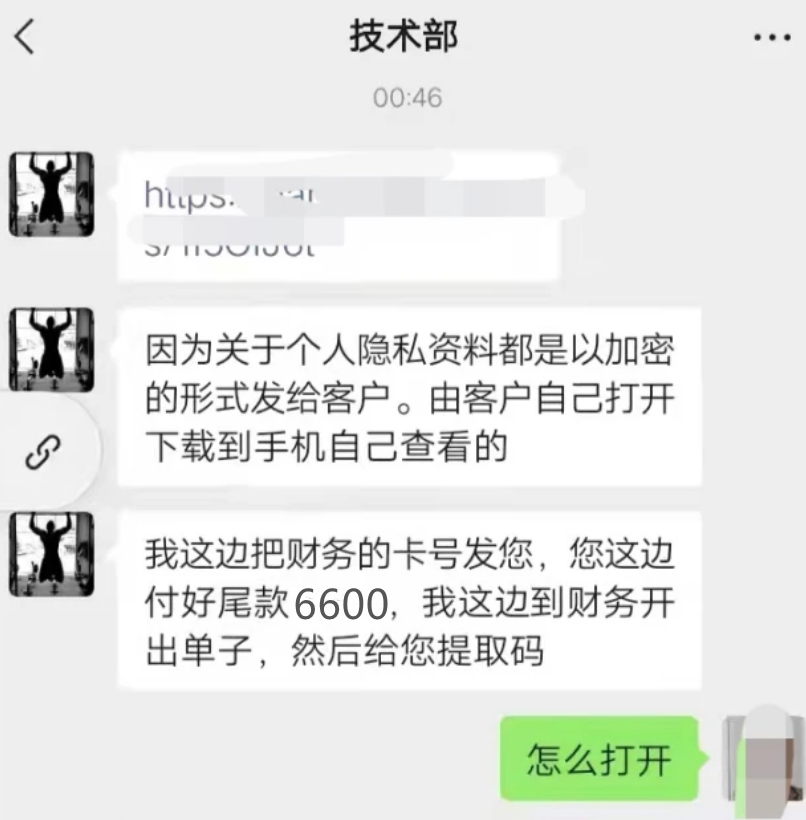 技术部
00:46
因为关于个人隐私资料都是以加密
的形式发给客户。由客户自己打开
下载到手机自己查看的
我这边把财务的卡号发您，您这边
付好尾款6600，我这边到财务开
出单子，然后给您提取码
怎么打开